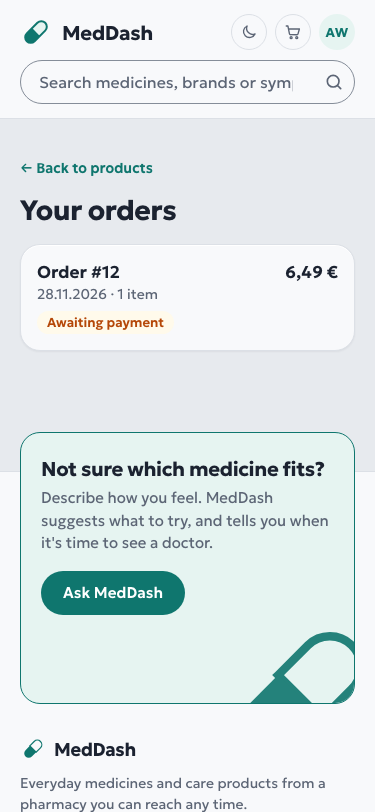 MedDash
AW
Search medicines, brands or sym
← Back to products
Your orders
Order #12
6,49 €
28.11.2026 · 1 item
Awaiting payment
Not sure which medicine fits?
Describe how you feel. MedDash
suggests what to try, and tells you when
it's time to see a doctor.
Ask MedDash
MedDash
Everyday medicines and care products from a
pharmacy you can reach any time.